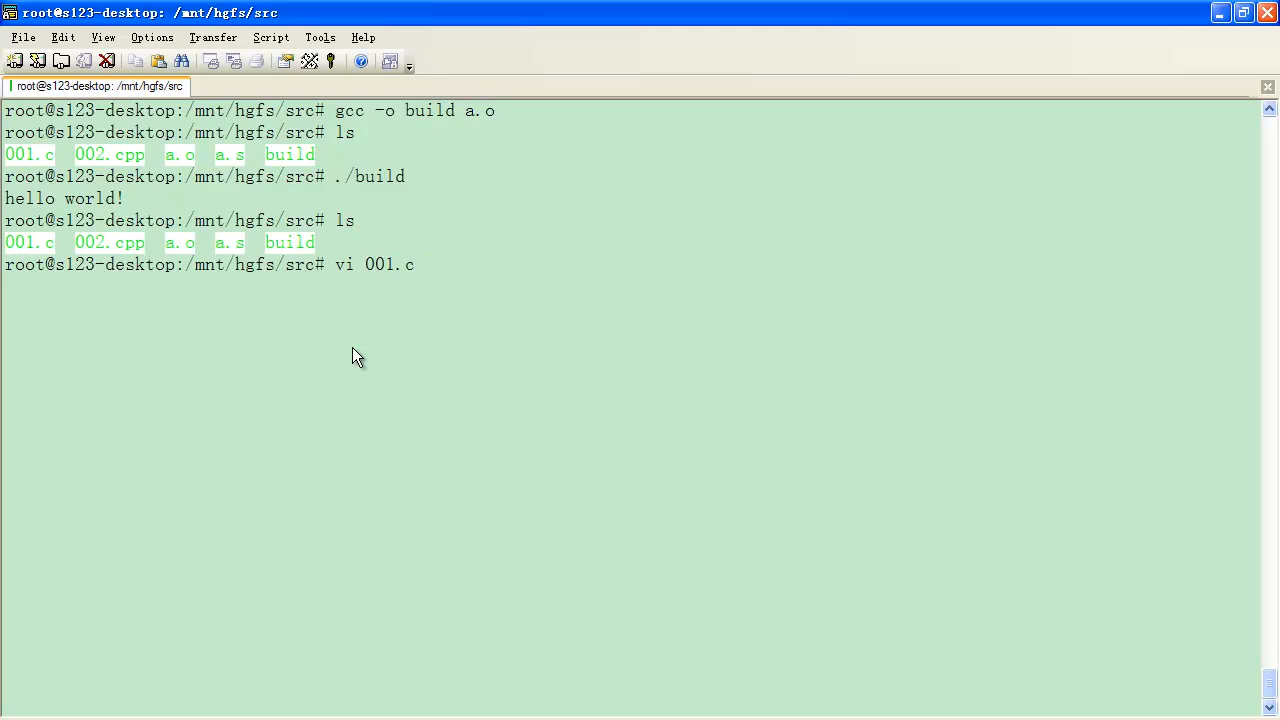 root@s123-desktop: /mnt/hgfs/src
File Edit View Options Transfer Script Tools Help
root@s123-desktop: /mnt/hgfs/src
root@s123-desktop:/mnt/hgfs/src# gcc -o build a.o
root@s123-desktop:/mnt/hgfs/src# ls
001.c 002.cpp a.o a.s build
root@s123-desktop:/mnt/hgfs/src# ./build
hello world!
root@s123-desktop:/mnt/hgfs/src# ls
001.c 002.cpp a.o a.s build
root@s123-desktop:/mnt/hgfs/src# vi 001.c